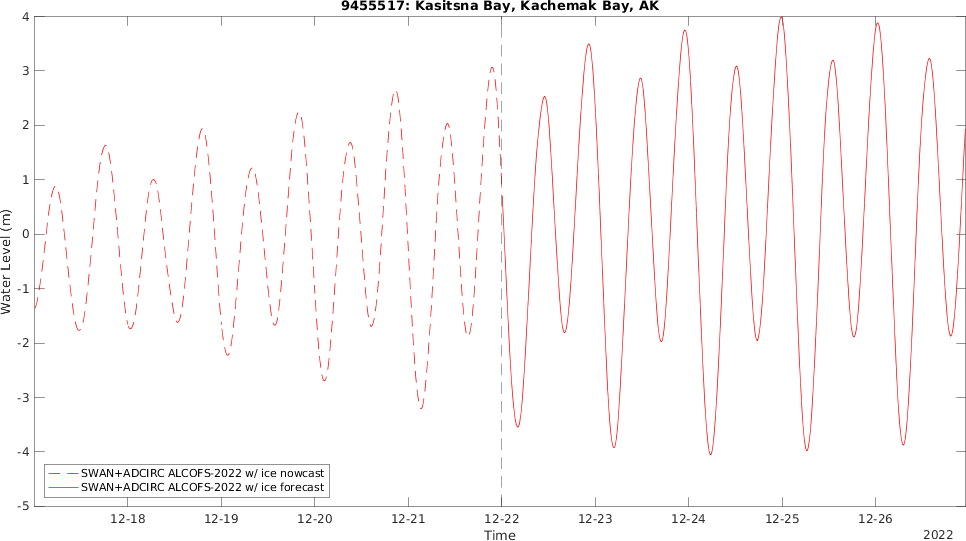 9455517: Kasitsna Bay, Kachemak Bay, AK
4
3
2
1
0
-1
-2
-3
-4
-5
Water Level (m)
SWAN+ADCIRC ALCOFS-2022 w/ ice nowcast
SWAN+ADCIRC ALCOFS-2022 w/ ice forecast
12-18 12-19 12-20 12-21 12-22 12-23 12-24 12-25 12-26
Time
2022